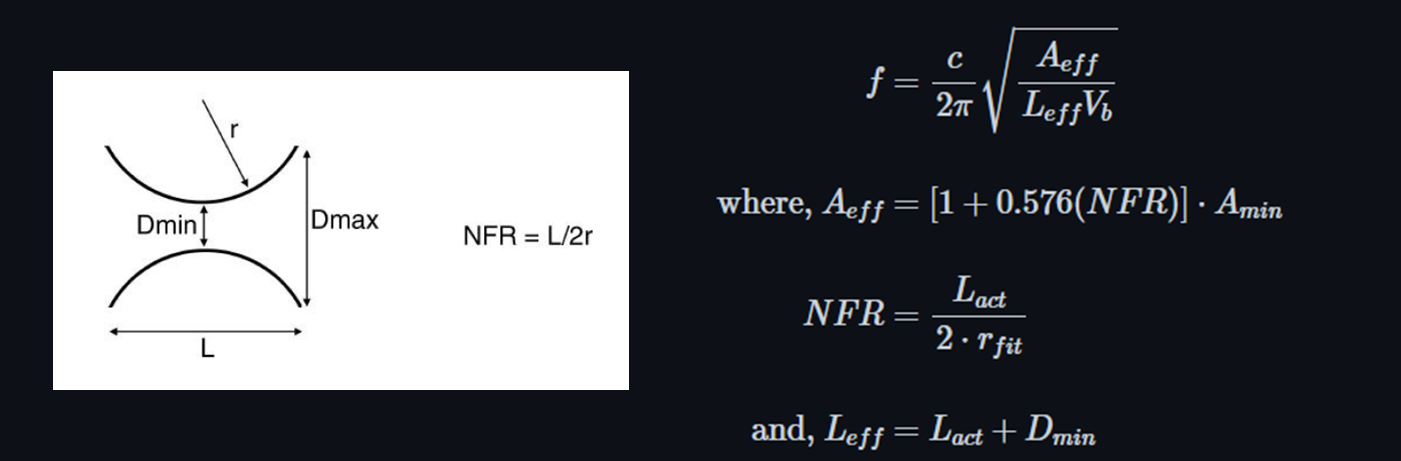 r
Dmin
Dmax
NFR = L/2r
L
f = \frac{c}{2\pi} \sqrt{\frac{A_{eff}}{L_{eff}V_b}}
where, A_{eff} = [1 + 0.576(NFR)] \cdot A_{min}
NFR = \frac{L_{act}}{2 \cdot r_{fit}}
and, L_{eff} = L_{act} + D_{min}